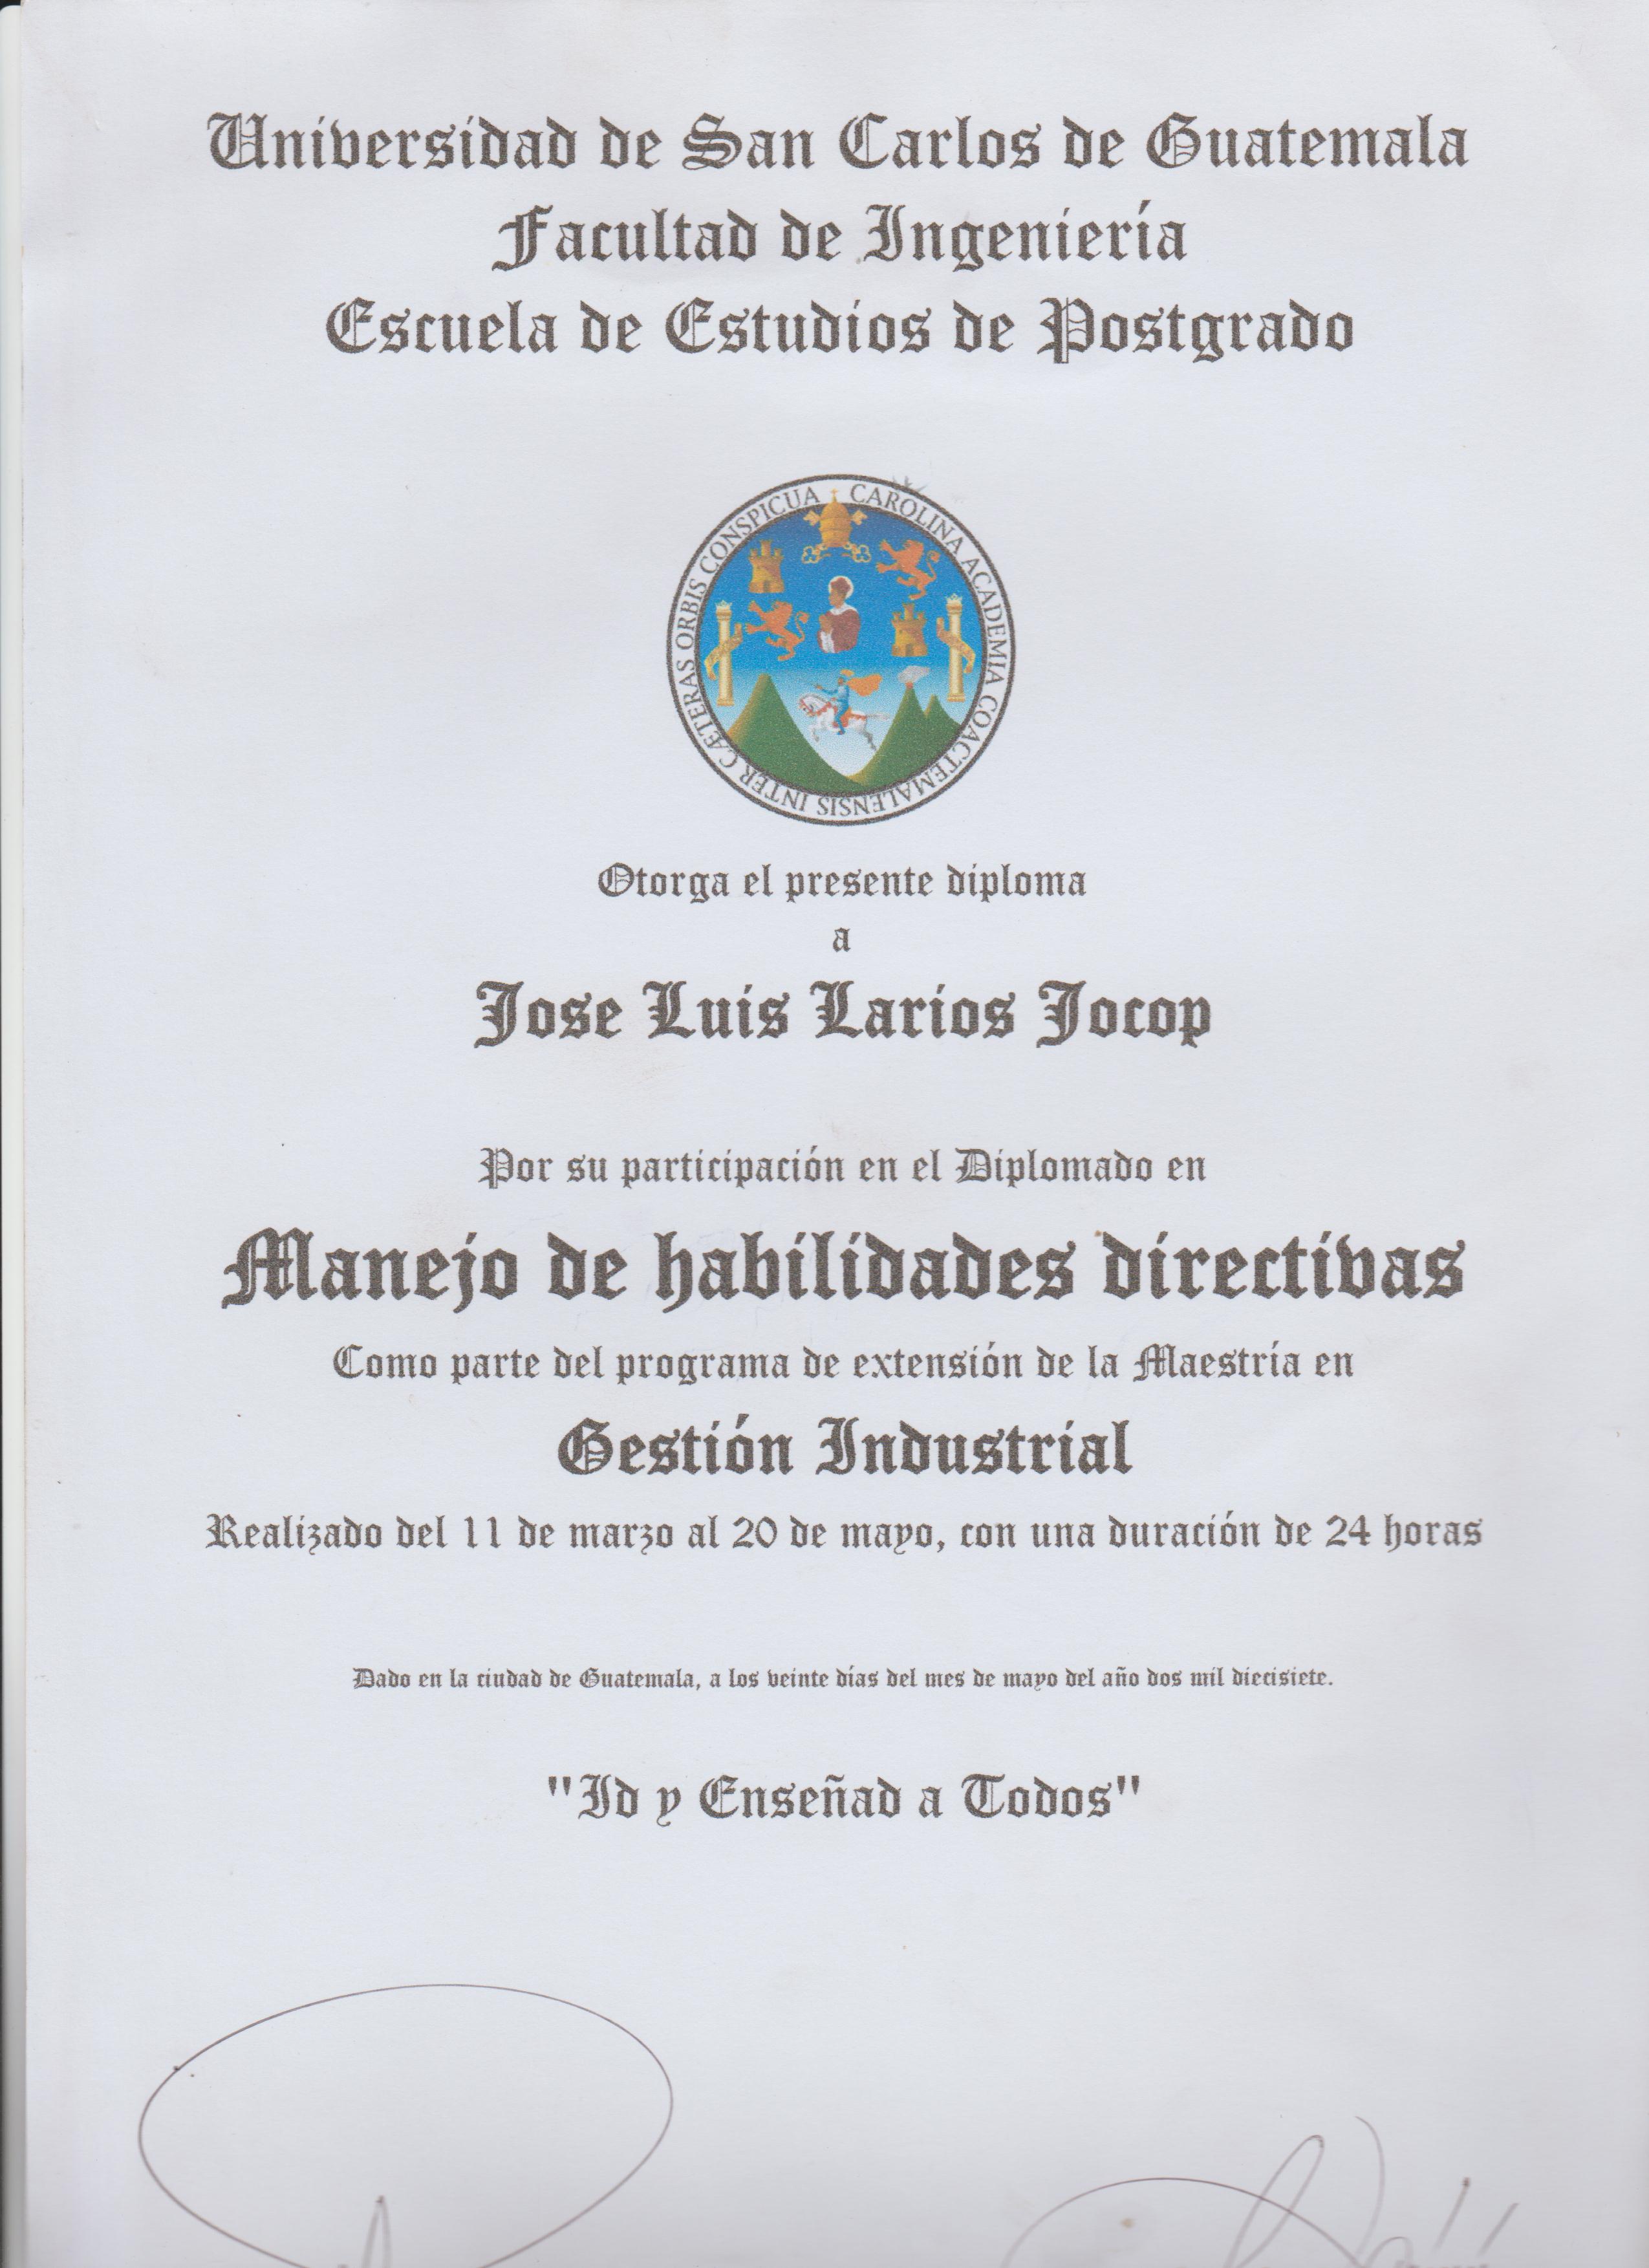 Universidad de San Carlos de Guatemala
Facultad de Ingeniería
Escuela de Estudios de Postgrado
CAROLINA ACADEMIA COACTEMALENSIS INTER CÆTERAS ORBIS CONSPICUA
Otorga el presente diploma
a
Jose Luis Larios Jocop
Por su participación en el Diplomado en
Manejo de habilidades directivas
Como parte del programa de extensión de la Maestría en
Gestión Industrial
Realizado del 11 de marzo al 20 de mayo, con una duración de 24 horas
Dado en la ciudad de Guatemala, a los veinte días del mes de mayo del año dos mil diecisiete.
"Id y Enseñad a Todos"